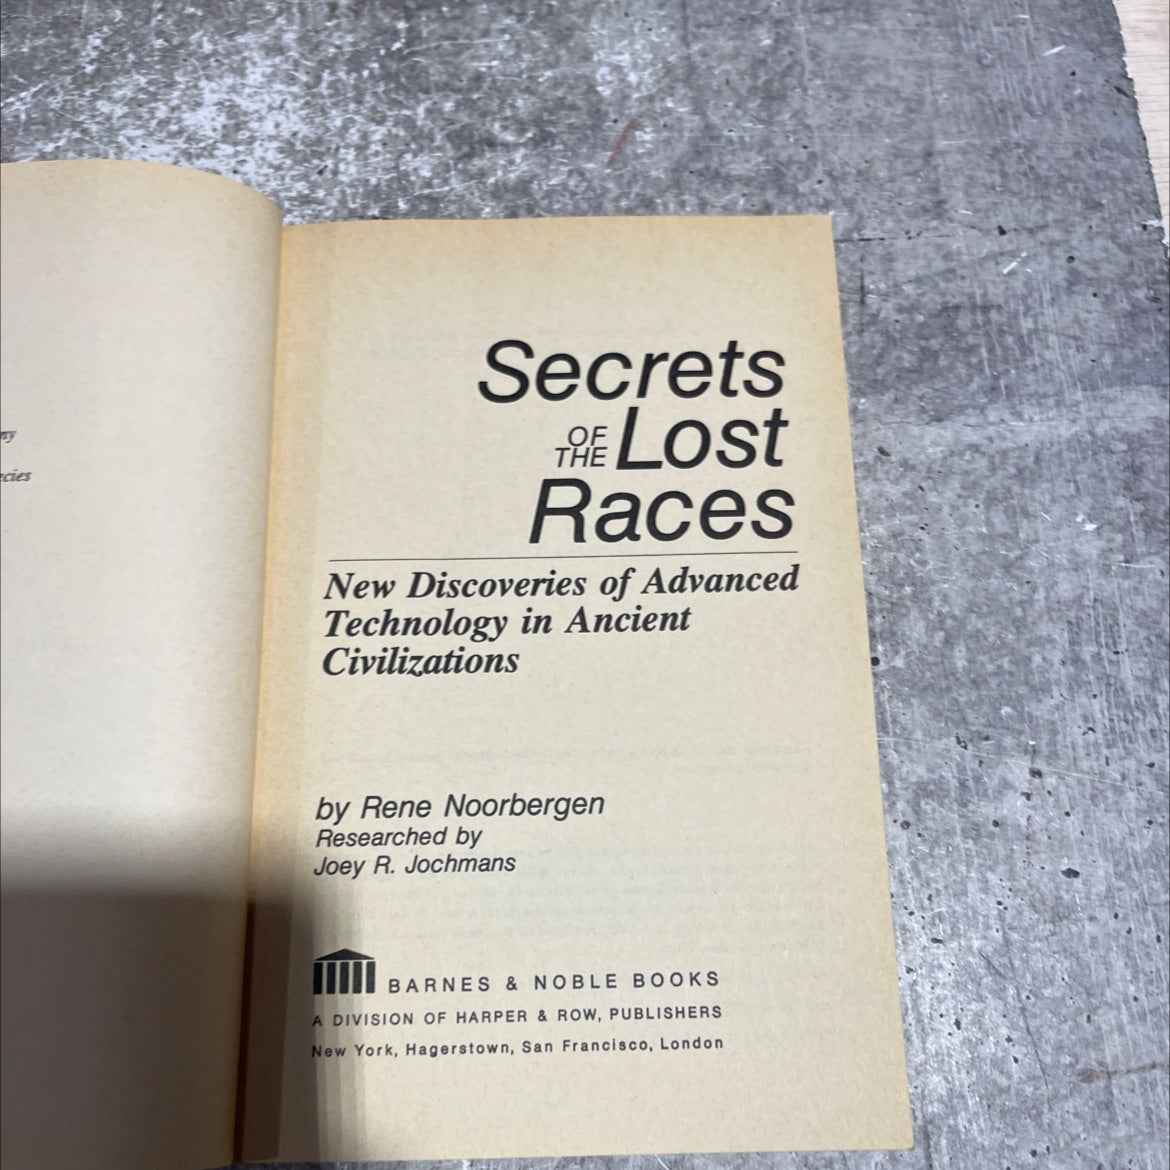 Secrets
OF THE Lost
Races
New Discoveries of Advanced
Technology in Ancient
Civilizations
by Rene Noorbergen
Researched by
Joey R. Jochmans
BARNES & NOBLE BOOKS
A DIVISION OF HARPER & ROW, PUBLISHERS
New York, Hagerstown, San Francisco, London